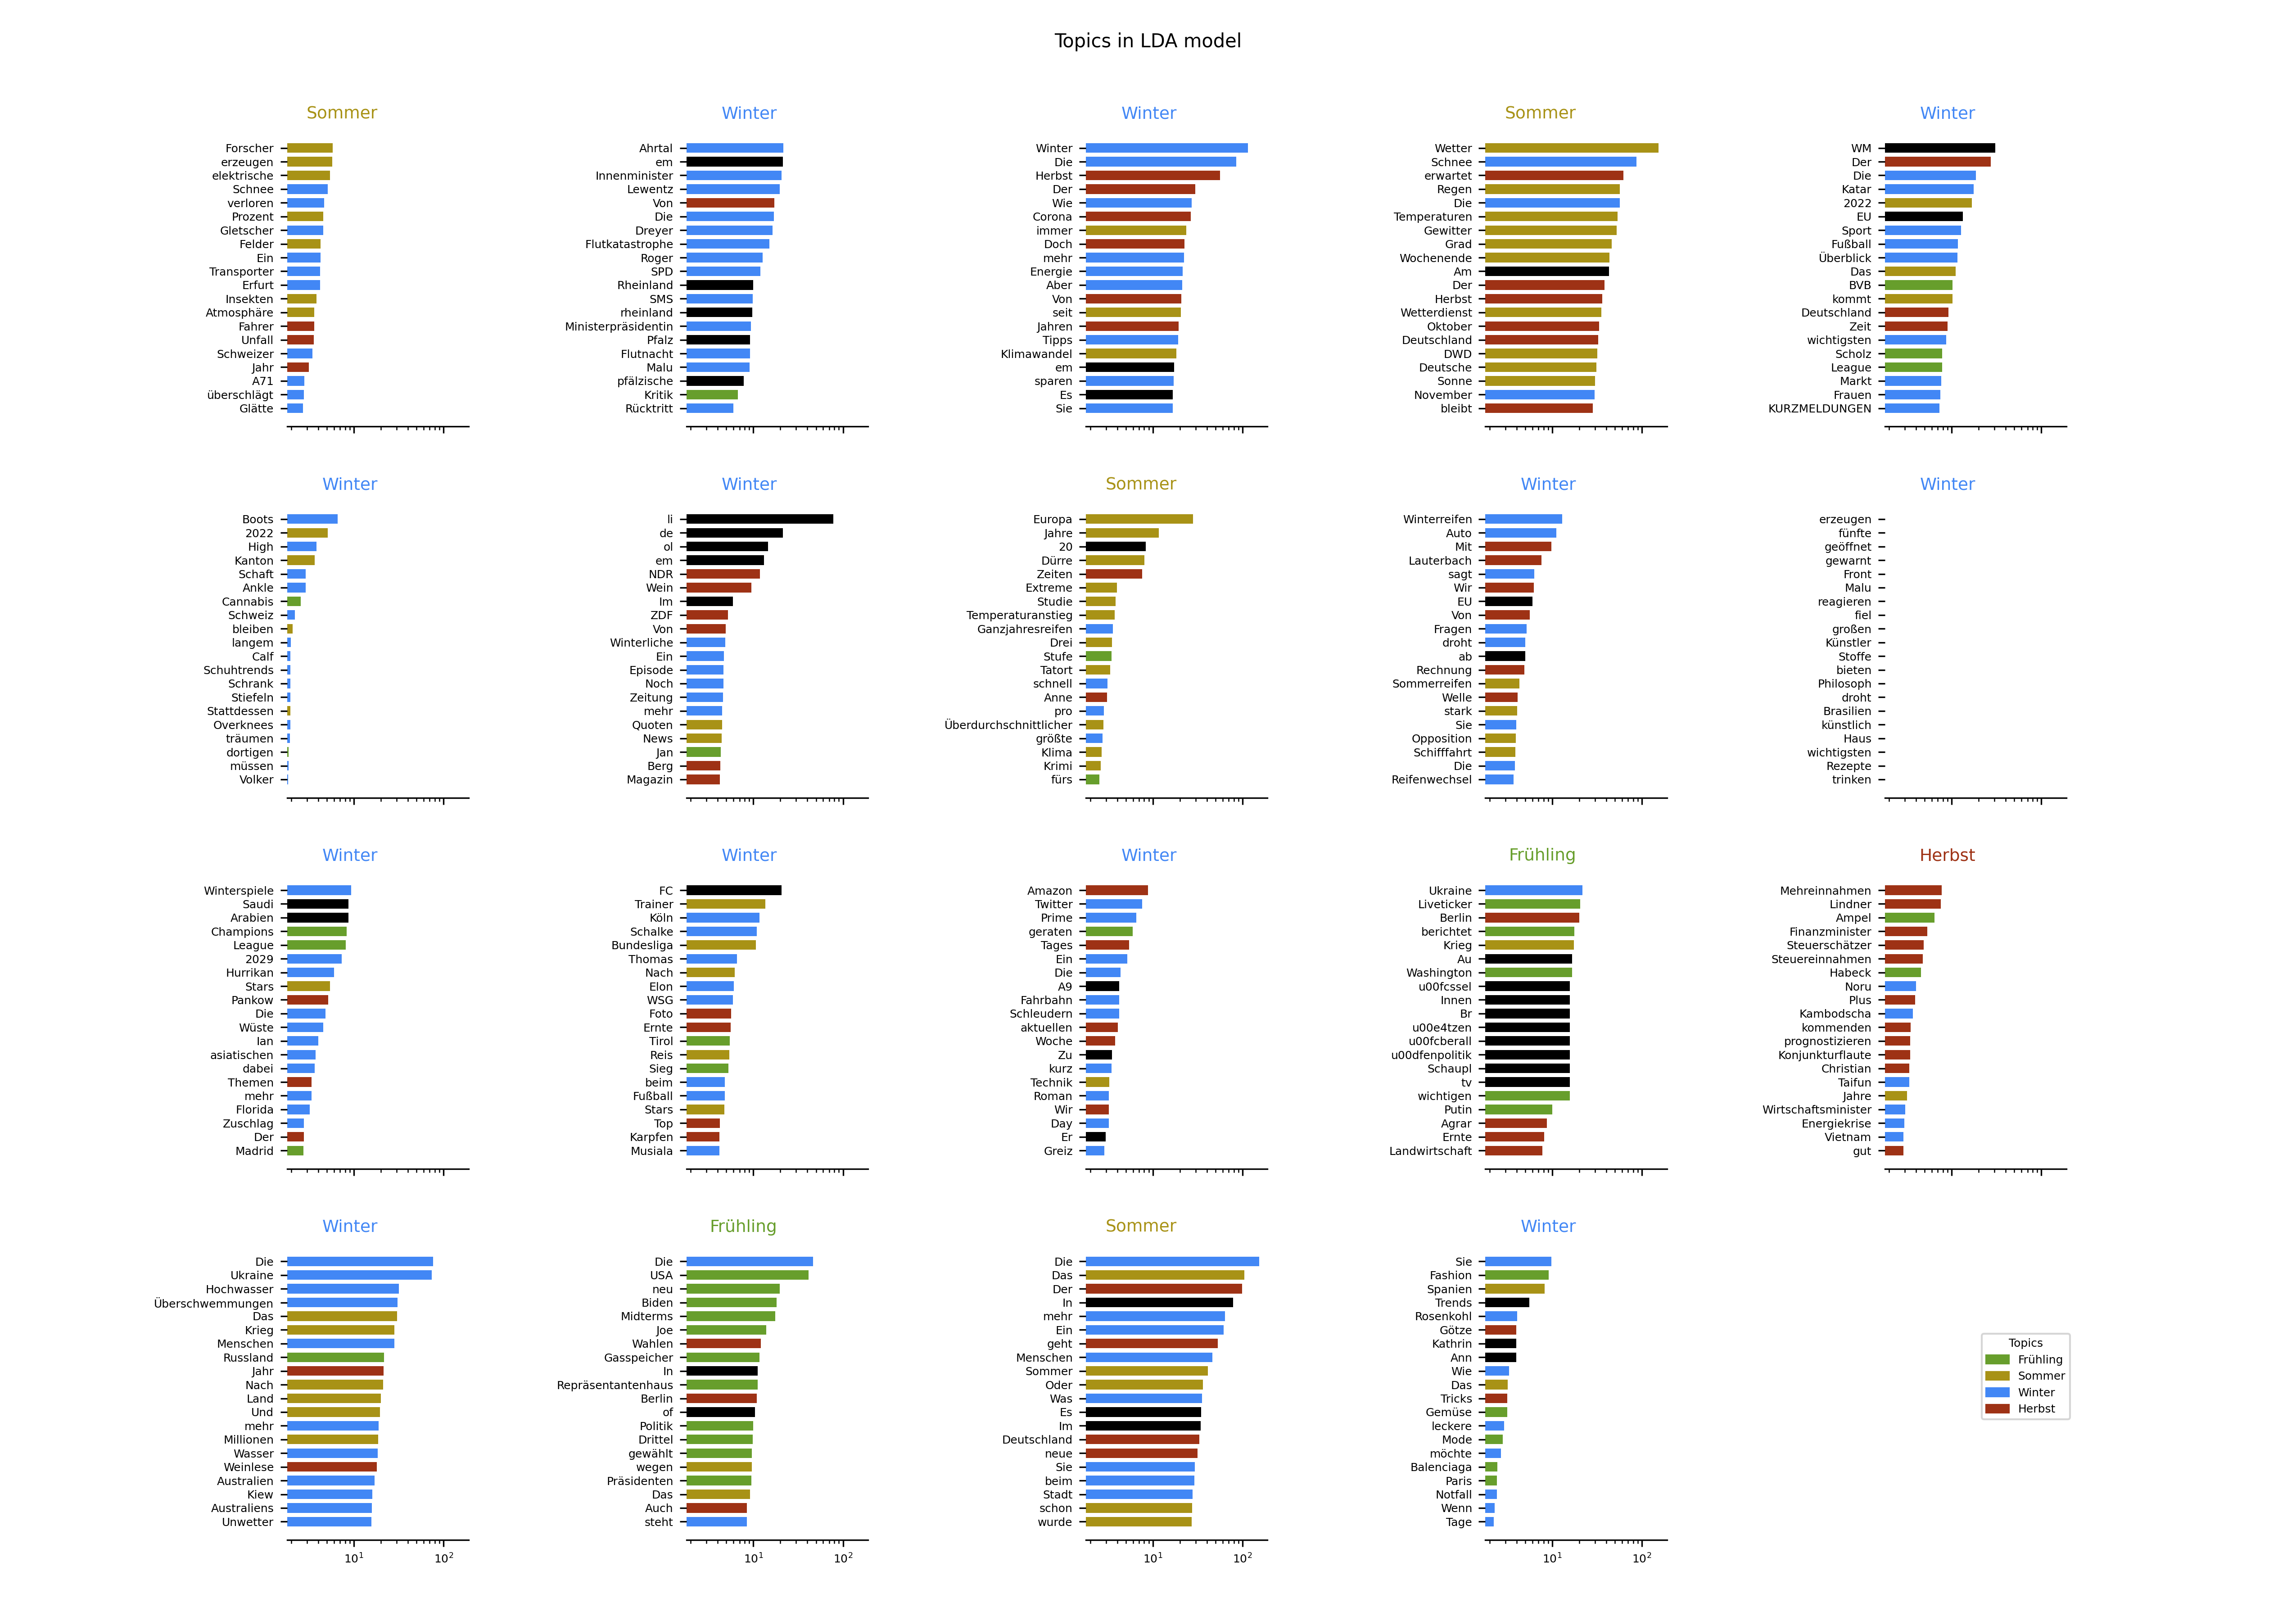 Topics in LDA model
Sommer
Forscher
erzeugen
elektrische
Schnee
verloren
Prozent
Gletscher
Felder
Ein
Transporter
Erfurt
Insekten
Atmosphäre
Fahrer
Unfall
Schweizer
Jahr
A71
überschlägt
Glätte
Winter
Ahrtal
em
Innenminister
Lewentz
Von
Die
Dreyer
Flutkatastrophe
Roger
SPD
Rheinland
SMS
rheinland
Ministerpräsidentin
Pfalz
Flutnacht
Malu
pfälzische
Kritik
Rücktritt
Winter
Winter
Die
Herbst
Der
Wie
Corona
immer
Doch
mehr
Energie
Aber
Von
seit
Jahren
Tipps
Klimawandel
em
sparen
Es
Sie
Sommer
Wetter
Schnee
erwartet
Regen
Die
Temperaturen
Gewitter
Grad
Wochenende
Am
Der
Herbst
Wetterdienst
Oktober
Deutschland
DWD
Deutsche
Sonne
November
bleibt
Winter
WM
Der
Die
Katar
2022
EU
Sport
Fußball
Überblick
Das
BVB
kommt
Deutschland
Zeit
wichtigsten
Scholz
League
Markt
Frauen
KURZMELDUNGEN
Winter
Boots
2022
High
Kanton
Schaft
Ankle
Cannabis
Schweiz
bleiben
langem
Calf
Schuhtrends
Schrank
Stiefeln
Stattdessen
Overknees
träumen
dortigen
müssen
Volker
Winter
li
de
ol
em
NDR
Wein
Im
ZDF
Von
Winterliche
Ein
Episode
Noch
Zeitung
mehr
Quoten
News
Jan
Berg
Magazin
Sommer
Europa
Jahre
20
Dürre
Zeiten
Extreme
Studie
Temperaturanstieg
Ganzjahresreifen
Drei
Stufe
Tatort
schnell
Anne
pro
Überdurchschnittlicher
größte
Klima
Krimi
fürs
Winter
Winterreifen
Auto
Mit
Lauterbach
sagt
Wir
EU
Von
Fragen
droht
ab
Rechnung
Sommerreifen
Welle
stark
Sie
Opposition
Schifffahrt
Die
Reifenwechsel
Winter
erzeugen
fünfte
geöffnet
gewarnt
Front
Malu
reagieren
fiel
großen
Künstler
Stoffe
bieten
Philosoph
droht
Brasilien
künstlich
Haus
wichtigsten
Rezepte
trinken
Winter
Winterspiele
Saudi
Arabien
Champions
League
2029
Hurrikan
Stars
Pankow
Die
Wüste
Ian
asiatischen
dabei
Themen
mehr
Florida
Zuschlag
Der
Madrid
Winter
FC
Trainer
Köln
Schalke
Bundesliga
Thomas
Nach
Elon
WSG
Foto
Ernte
Tirol
Reis
Sieg
beim
Fußball
Stars
Top
Karpfen
Musiala
Winter
Amazon
Twitter
Prime
geraten
Tages
Ein
Die
A9
Fahrbahn
Schleudern
aktuellen
Woche
Zu
kurz
Technik
Roman
Wir
Day
Er
Greiz
Frühling
Ukraine
Liveticker
Berlin
berichtet
Krieg
Au
Washington
u00fcssel
Innen
Br
u00e4tzen
u00fcberall
u00dfenpolitik
Schaupl
tv
wichtigen
Putin
Agrar
Ernte
Landwirtschaft
Herbst
Mehreinnahmen
Lindner
Ampel
Finanzminister
Steuerschätzer
Steuereinnahmen
Habeck
Noru
Plus
Kambodscha
kommenden
prognostizieren
Konjunkturflaute
Christian
Taifun
Jahre
Wirtschaftsminister
Energiekrise
Vietnam
gut
Winter
Die
Ukraine
Hochwasser
Überschwemmungen
Das
Krieg
Menschen
Russland
Jahr
Nach
Land
Und
mehr
Millionen
Wasser
Weinlese
Australien
Kiew
Australiens
Unwetter
10¹ 10²
Frühling
Die
USA
neu
Biden
Midterms
Joe
Wahlen
Gasspeicher
In
Repräsentantenhaus
Berlin
of
Politik
Drittel
gewählt
wegen
Präsidenten
Das
Auch
steht
10¹ 10²
Sommer
Die
Das
Der
In
mehr
Ein
geht
Menschen
Sommer
Oder
Was
Es
Im
Deutschland
neue
Sie
beim
Stadt
schon
wurde
10¹ 10²
Winter
Sie
Fashion
Spanien
Trends
Rosenkohl
Götze
Kathrin
Ann
Wie
Das
Tricks
Gemüse
leckere
Mode
möchte
Balenciaga
Paris
Notfall
Wenn
Tage
10¹ 10²
Topics
Frühling
Sommer
Winter
Herbst